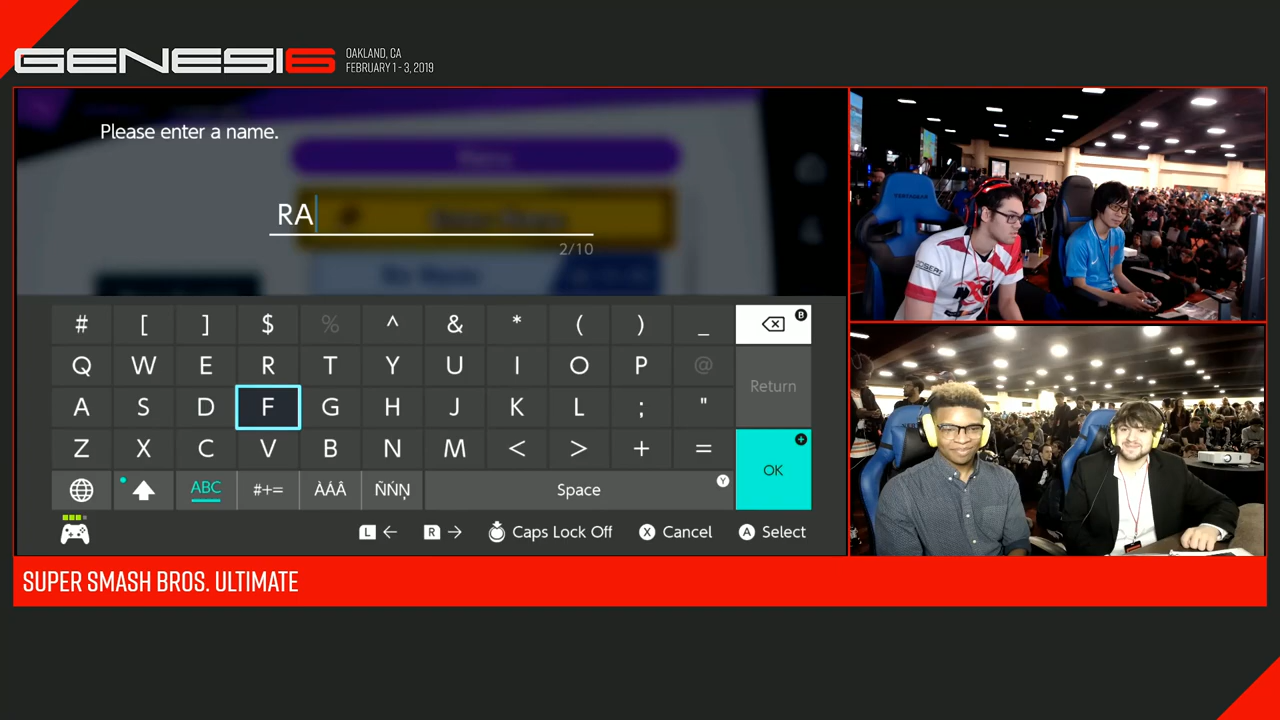 GENESIS6
OAKLAND, CA
FEBRUARY 1 - 3, 2019
Please enter a name.
RA
2/10
# [ ] $ % ^ & * ( ) _
B
Q W E R T Y U I O P @
Return
A S D F G H J K L ; "
Z X C V B N M < > + =
OK
+
ABC #+= ÀÁÂ ÑŃŅ Space
Y
L ← R → Caps Lock Off X Cancel A Select
SUPER SMASH BROS. ULTIMATE